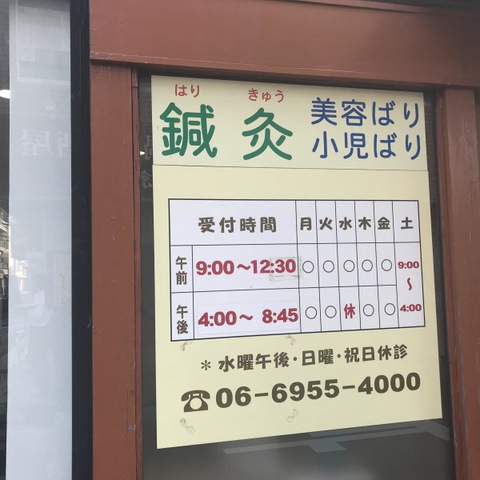 はり きゅう
鍼灸 美容ばり
小児ばり
受付時間 月 火 水 木 金 土
午前 9:00～12:30 ○ ○ ○ ○ ○ 9:00～4:00
午後 4:00～8:45 ○ ○ 休 ○ ○
＊水曜午後・日曜・祝日休診
☎06-6955-4000